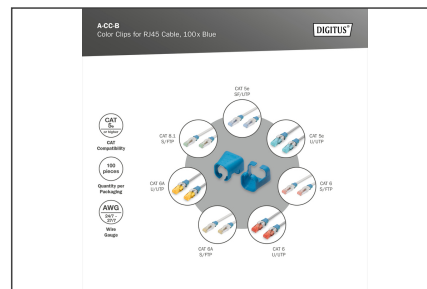 A-CC-B
Color Clips for RJ45 Cable, 100x Blue
DIGITUS®
CAT 5e
SF/UTP
CAT
5e
or higher
CAT
Compatibility
CAT 8.1
S/FTP
CAT 5e
U/UTP
100
pieces
Quantity per
Packaging
CAT 6A
U/UTP
CAT 6
S/FTP
AWG
24/7 -
27/7
Wire
Gauge
CAT 6A
S/FTP
CAT 6
U/UTP